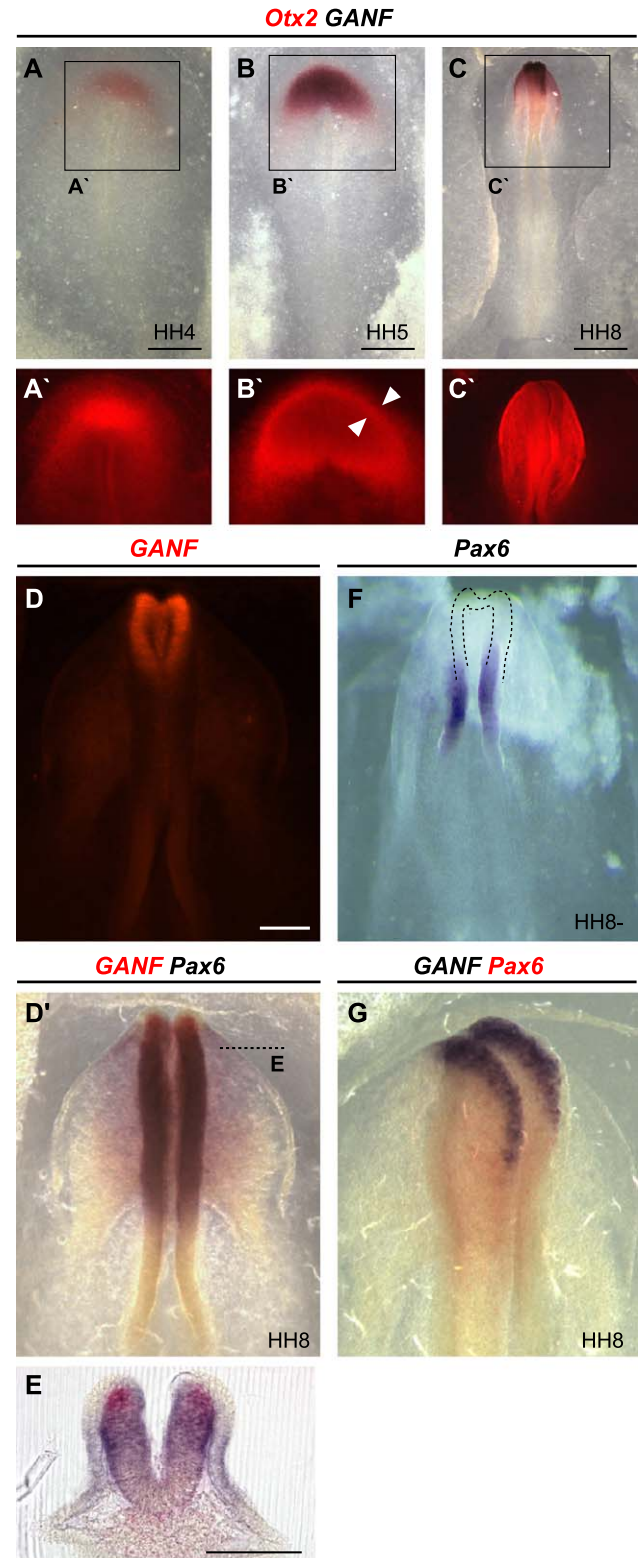 Otx2 GANF
A
B
C
A`
B`
C`
HH4
HH5
HH8
A`
B`
C`
GANF
Pax6
D
F
HH8-
GANF Pax6
GANF Pax6
D'
G
E
HH8
HH8
E